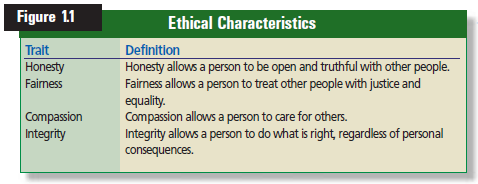 Figure 1.1
Ethical Characteristics
Trait Definition
Honesty Honesty allows a person to be open and truthful with other people.
Fairness Fairness allows a person to treat other people with justice and
equality.
Compassion Compassion allows a person to care for others.
Integrity Integrity allows a person to do what is right, regardless of personal
consequences.